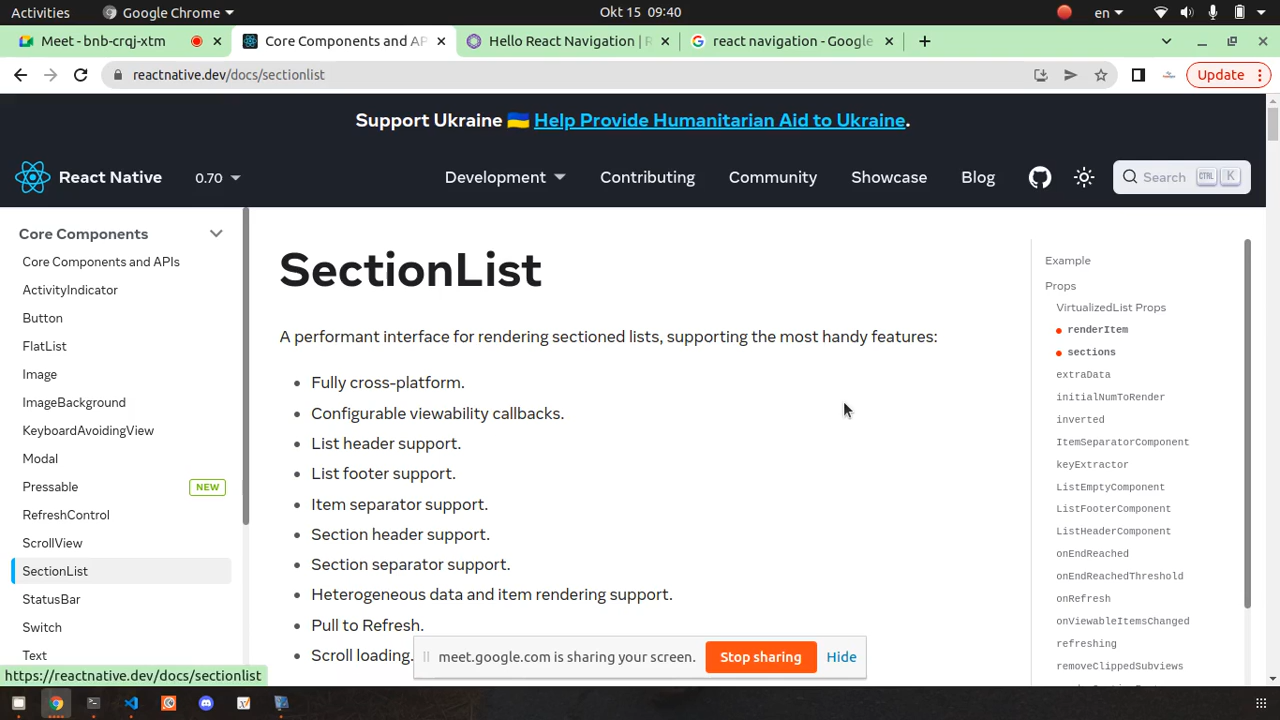 Activities
Google Chrome
Okt 15 09:40
en
Meet - bnb-crqj-xtm
Core Components and AP
Hello React Navigation | R
react navigation - Google
reactnative.dev/docs/sectionlist
Update
Support Ukraine 🇺🇦 Help Provide Humanitarian Aid to Ukraine.
React Native
0.70
Development
Contributing
Community
Showcase
Blog
Search
CTRL
K
Core Components
Core Components and APIs
ActivityIndicator
Button
FlatList
Image
ImageBackground
KeyboardAvoidingView
Modal
Pressable
NEW
RefreshControl
ScrollView
SectionList
StatusBar
Switch
Text
https://reactnative.dev/docs/sectionlist
SectionList
A performant interface for rendering sectioned lists, supporting the most handy features:
• Fully cross-platform.
• Configurable viewability callbacks.
• List header support.
• List footer support.
• Item separator support.
• Section header support.
• Section separator support.
• Heterogeneous data and item rendering support.
• Pull to Refresh.
• Scroll loading.
meet.google.com is sharing your screen.
Stop sharing
Hide
Example
Props
VirtualizedList Props
renderItem
sections
extraData
initialNumToRender
inverted
ItemSeparatorComponent
keyExtractor
ListEmptyComponent
ListFooterComponent
ListHeaderComponent
onEndReached
onEndReachedThreshold
onRefresh
onViewableItemsChanged
refreshing
removeClippedSubviews